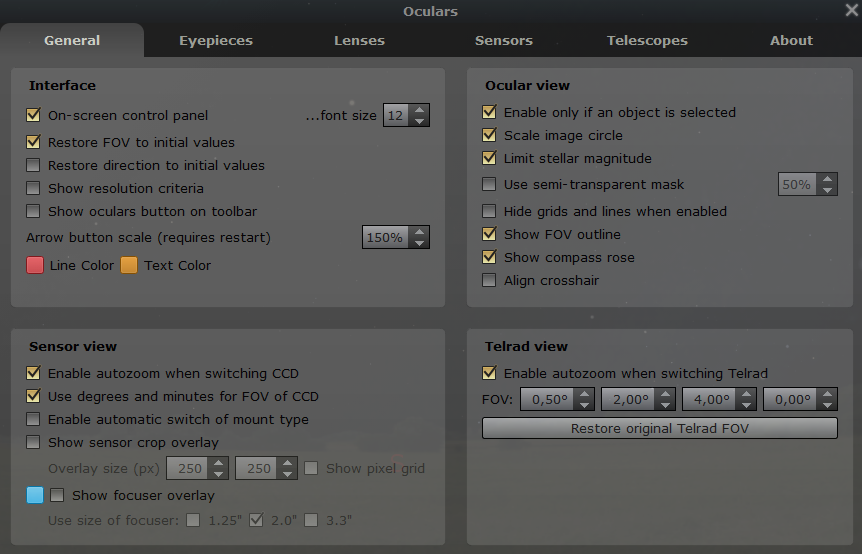 Oculars
General Eyepieces Lenses Sensors Telescopes About
Interface
On-screen control panel ...font size 12
Restore FOV to initial values
Restore direction to initial values
Show resolution criteria
Show oculars button on toolbar
Arrow button scale (requires restart) 150%
Line Color Text Color
Ocular view
Enable only if an object is selected
Scale image circle
Limit stellar magnitude
Use semi-transparent mask 50%
Hide grids and lines when enabled
Show FOV outline
Show compass rose
Align crosshair
Sensor view
Enable autozoom when switching CCD
Use degrees and minutes for FOV of CCD
Enable automatic switch of mount type
Show sensor crop overlay
Overlay size (px) 250 250 Show pixel grid
Show focuser overlay
Use size of focuser: 1.25" 2.0" 3.3"
Telrad view
Enable autozoom when switching Telrad
FOV: 0,50° 2,00° 4,00° 0,00°
Restore original Telrad FOV